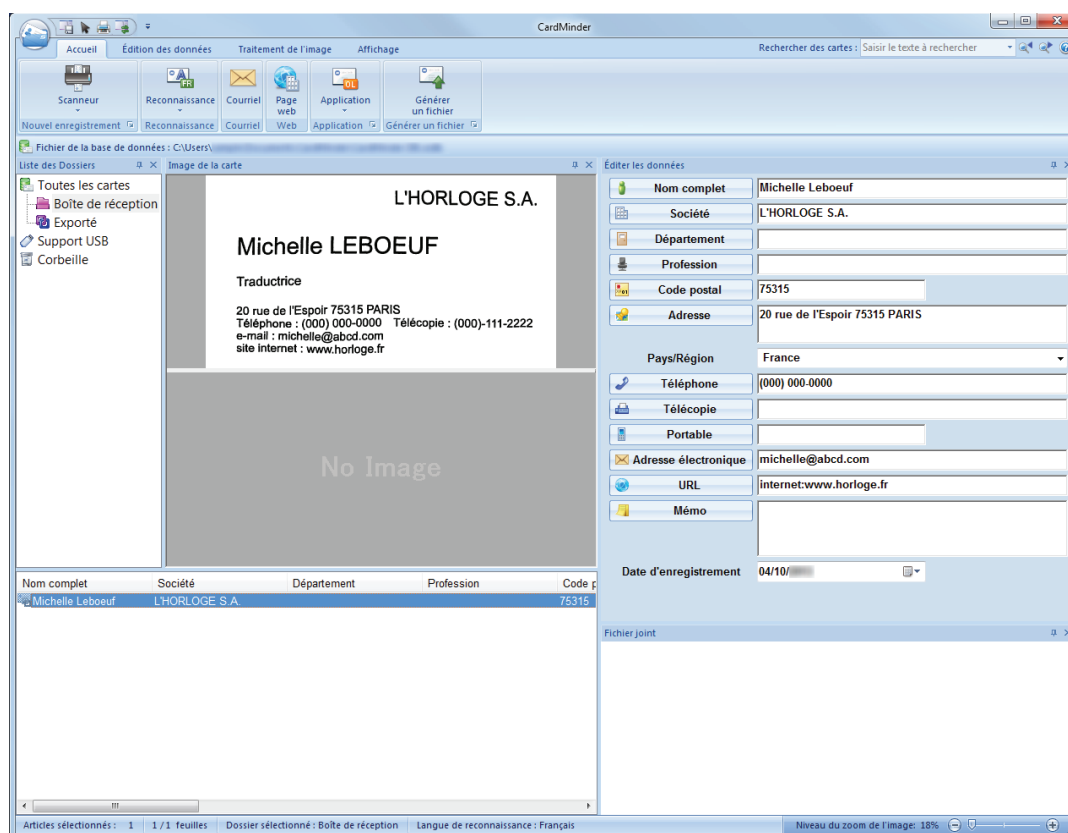 CardMinder
Accueil Édition des données Traitement de l'image Affichage
Rechercher des cartes : Saisir le texte à rechercher
Scanneur
Reconnaissance
Courriel
Page web
Application
Générer un fichier
Nouvel enregistrement Reconnaissance Courriel Web Application Générer un fichier
Fichier de la base de données : C:\Users\
Liste des Dossiers
Toutes les cartes
Boîte de réception
Exporté
Support USB
Corbeille
Image de la carte
L'HORLOGE S.A.
Michelle LEBOEUF
Traductrice
20 rue de l'Espoir 75315 PARIS
Téléphone : (000) 000-0000 Télécopie : (000)-111-2222
e-mail : michelle@abcd.com
site internet : www.horloge.fr
No Image
Éditer les données
Nom complet Michelle Leboeuf
Société L'HORLOGE S.A.
Département
Profession
Code postal 75315
Adresse 20 rue de l'Espoir 75315 PARIS
Pays/Région France
Téléphone (000) 000-0000
Télécopie
Portable
Adresse électronique michelle@abcd.com
URL internet:www.horloge.fr
Mémo
Date d'enregistrement 04/10/
Nom complet Société Département Profession Code p
Michelle Leboeuf L'HORLOGE S.A. 75315
Fichier joint
Articles sélectionnés : 1 1 / 1 feuilles Dossier sélectionné : Boîte de réception Langue de reconnaissance : Français Niveau du zoom de l'image: 18%